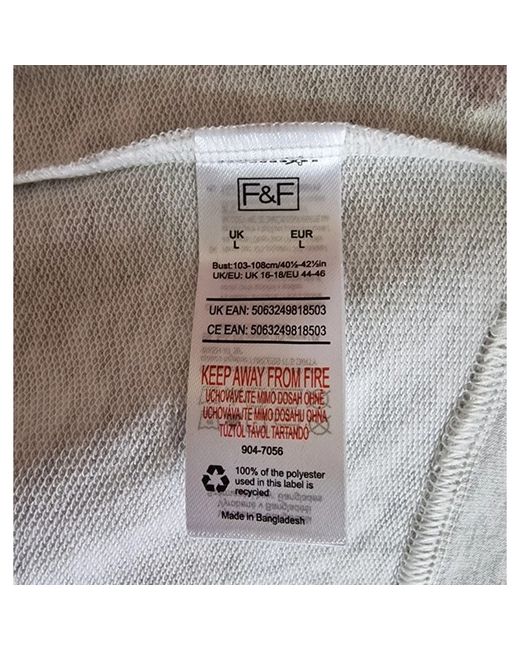 F&F
UK EUR
L L
Bust:103-108cm/40½-42½in
UK/EU: UK 16-18/EU 44-46
UK EAN: 5063249818503
CE EAN: 5063249818503
KEEP AWAY FROM FIRE
UCHOVÁVEJTE MIMO DOSAH OHNĚ
UCHOVÁVAJTE MIMO DOSAHU OHŇA
TŰZTŐL TÁVOL TARTANDÓ
904-7056
100% of the polyester
used in this label is
recycled
Made in Bangladesh